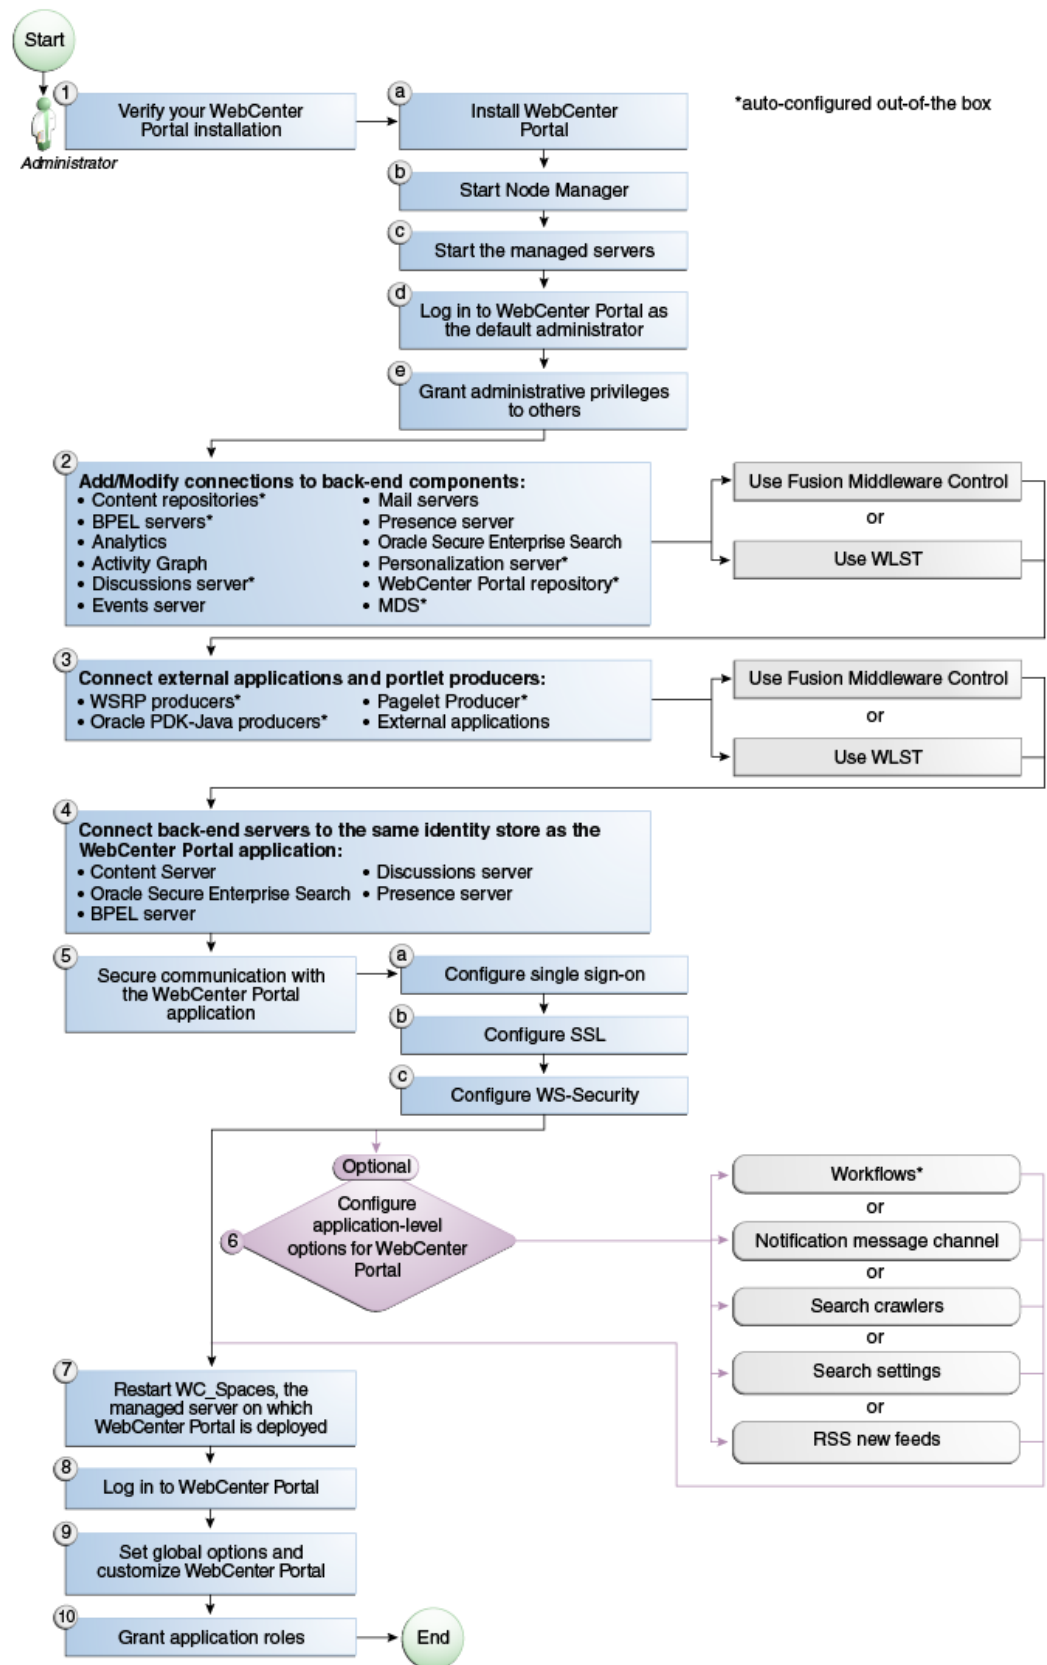 Start
1
Verify your WebCenter
Portal installation
Administrator
a
Install WebCenter
Portal
*auto-configured out-of-the box
b
Start Node Manager
c
Start the managed servers
d
Log in to WebCenter Portal as
the default administrator
e
Grant administrative privileges
to others
2
Add/Modify connections to back-end components:
• Content repositories*
• BPEL servers*
• Analytics
• Activity Graph
• Discussions server*
• Events server
• Mail servers
• Presence server
• Oracle Secure Enterprise Search
• Personalization server*
• WebCenter Portal repository*
• MDS*
Use Fusion Middleware Control
or
Use WLST
3
Connect external applications and portlet producers:
• WSRP producers*
• Oracle PDK-Java producers*
• Pagelet Producer*
• External applications
Use Fusion Middleware Control
or
Use WLST
4
Connect back-end servers to the same identity store as the
WebCenter Portal application:
• Content Server
• Oracle Secure Enterprise Search
• BPEL server
• Discussions server
• Presence server
5
Secure communication with
the WebCenter Portal
application
a
Configure single sign-on
b
Configure SSL
c
Configure WS-Security
Optional
6
Configure
application-level
options for WebCenter
Portal
Workflows*
or
Notification message channel
or
Search crawlers
or
Search settings
or
RSS new feeds
7
Restart WC_Spaces, the
managed server on which
WebCenter Portal is deployed
8
Log in to WebCenter Portal
9
Set global options and
customize WebCenter Portal
10
Grant application roles
End